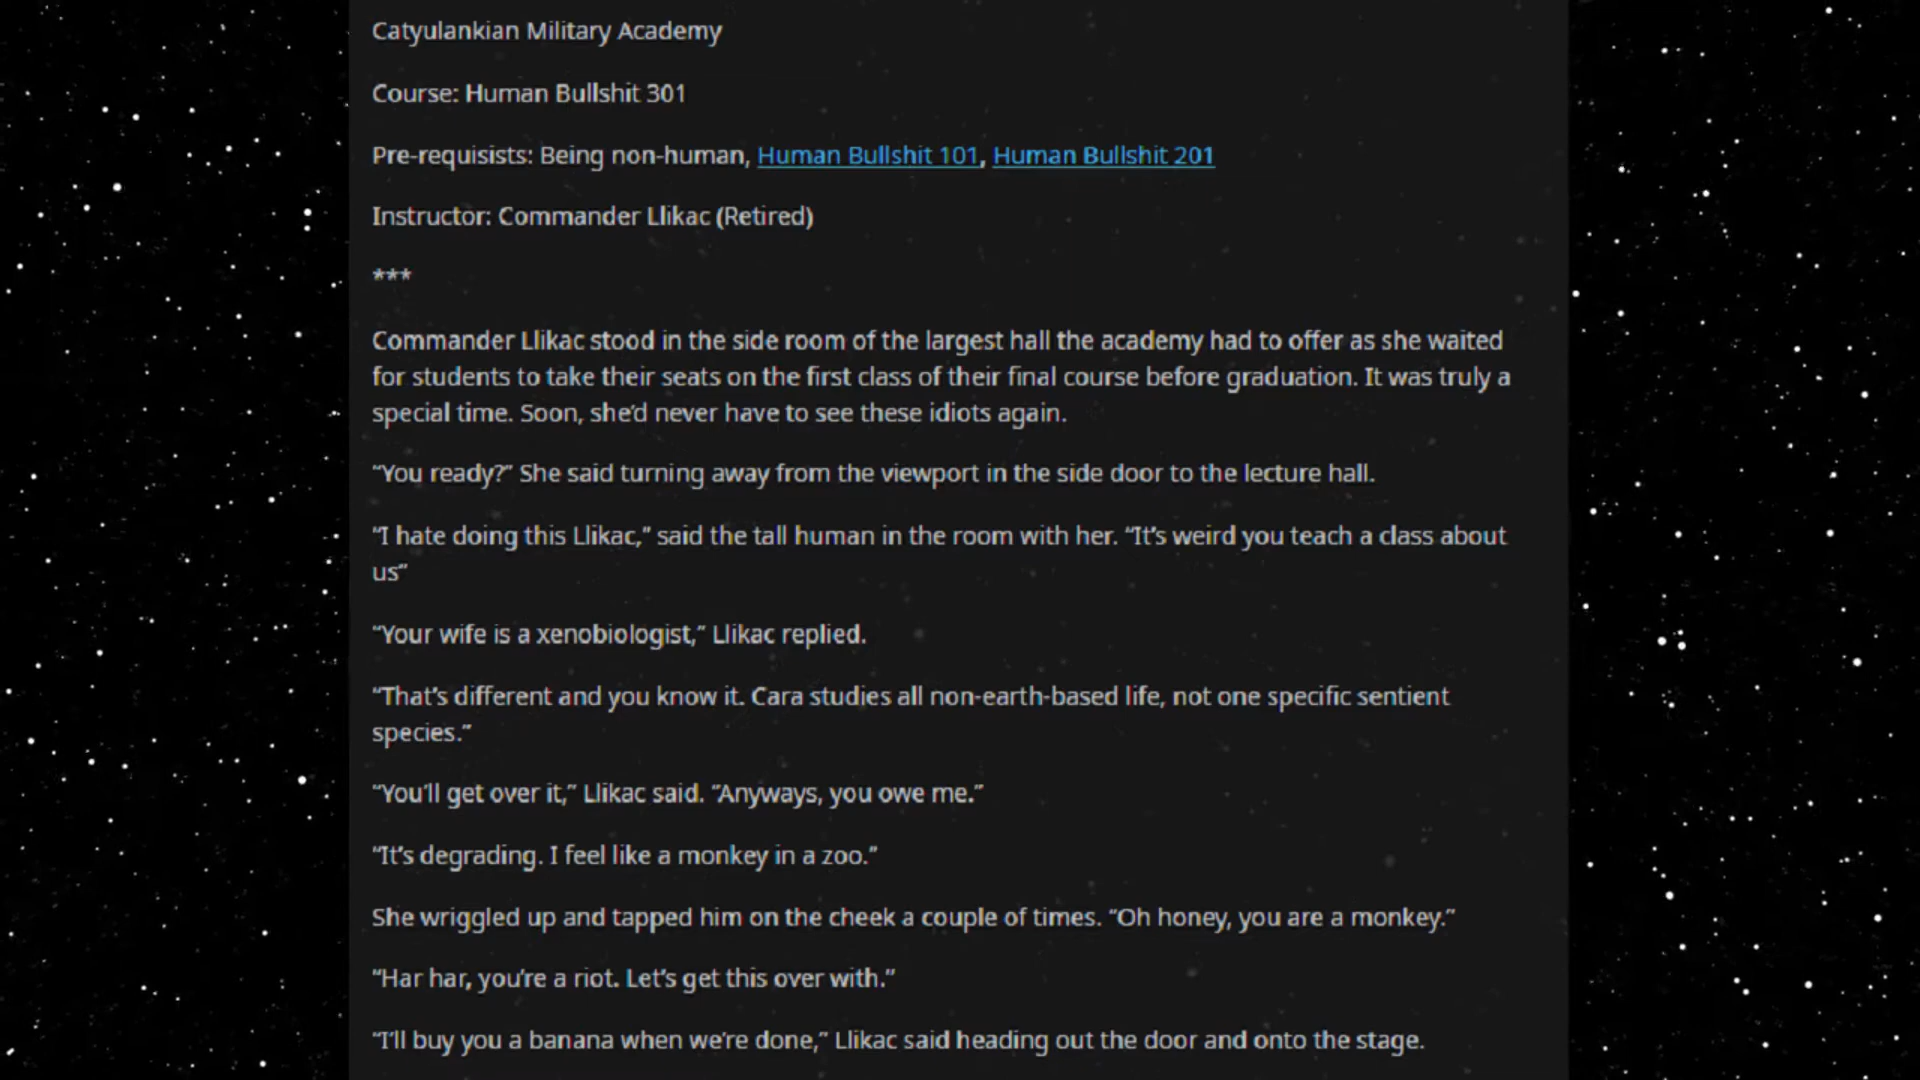 Catyulankian Military Academy
Course: Human Bullshit 301
Pre-requisists: Being non-human, Human Bullshit 101, Human Bullshit 201
Instructor: Commander Llikac (Retired)
***
Commander Llikac stood in the side room of the largest hall the academy had to offer as she waited
for students to take their seats on the first class of their final course before graduation. It was truly a
special time. Soon, she’d never have to see these idiots again.
“You ready?” She said turning away from the viewport in the side door to the lecture hall.
“I hate doing this Llikac,” said the tall human in the room with her. “It’s weird you teach a class about
us”
“Your wife is a xenobiologist,” Llikac replied.
“That’s different and you know it. Cara studies all non-earth-based life, not one specific sentient
species.”
“You’ll get over it,” Llikac said. “Anyways, you owe me.”
“It’s degrading. I feel like a monkey in a zoo.”
She wriggled up and tapped him on the cheek a couple of times. “Oh honey, you are a monkey.”
“Har har, you’re a riot. Let’s get this over with.”
“I’ll buy you a banana when we’re done,” Llikac said heading out the door and onto the stage.